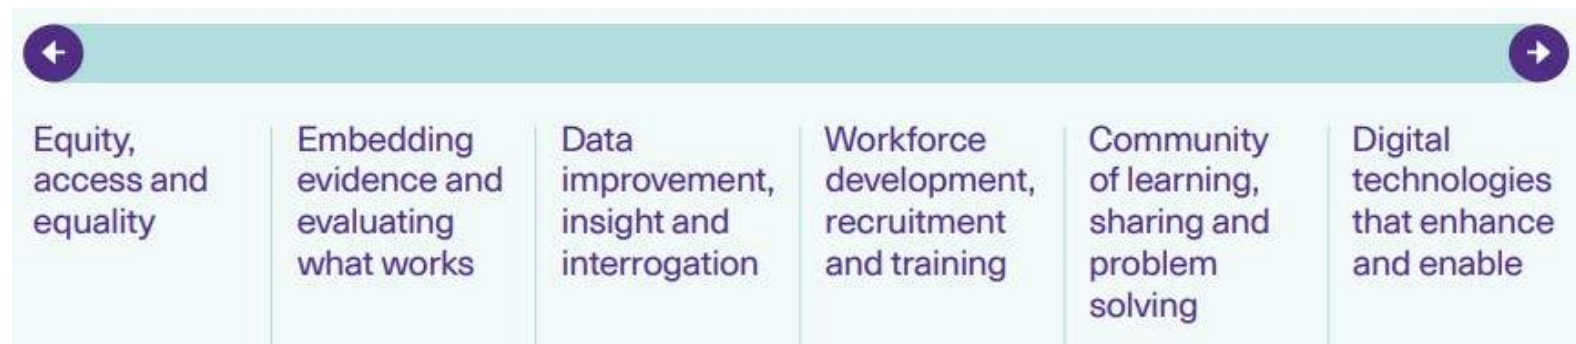 Equity,
access and
equality
Embedding
evidence and
evaluating
what works
Data
improvement,
insight and
interrogation
Workforce
development,
recruitment
and training
Community
of learning,
sharing and
problem
solving
Digital
technologies
that enhance
and enable